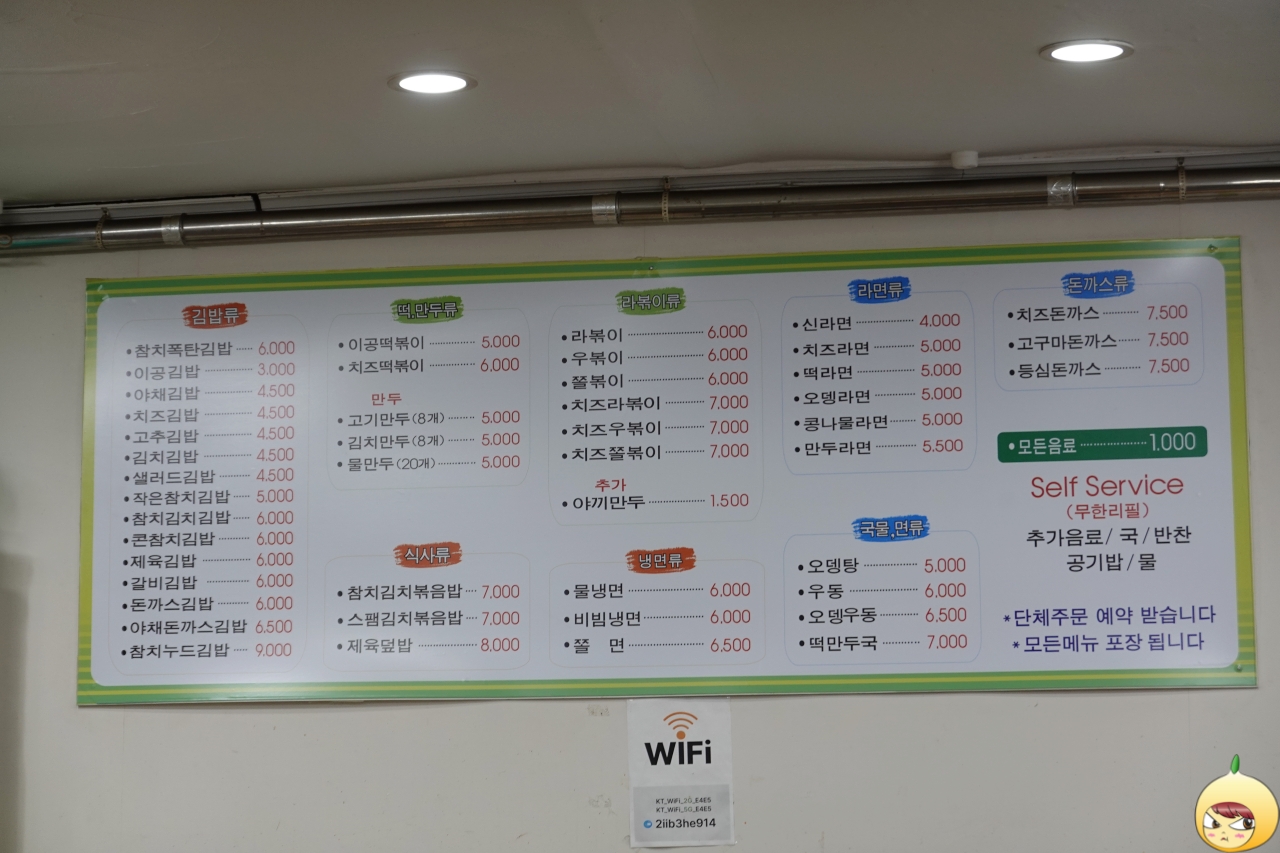 김밥류
참치폭탄김밥 6.000
이공김밥 3.000
야채김밥 4.500
치즈김밥 4.500
고추김밥 4.500
김치김밥 4.500
샐러드김밥 4.500
작은참치김밥 5.000
참치김치김밥 6.000
콘참치김밥 6.000
제육김밥 6.000
갈비김밥 6.000
돈까스김밥 6.000
야채돈까스김밥 6.500
참치누드김밥 9.000
떡,만두류
이공떡볶이 5.000
치즈떡볶이 6.000
만두
고기만두(8개) 5.000
김치만두(8개) 5.000
물만두(20개) 5.000
식사류
참치김치볶음밥 7.000
스팸김치볶음밥 7.000
제육덮밥 8.000
라볶이류
라볶이 6.000
우볶이 6.000
쫄볶이 6.000
치즈라볶이 7.000
치즈우볶이 7.000
치즈쫄볶이 7.000
추가
야끼만두 1.500
냉면류
물냉면 6.000
비빔냉면 6.000
쫄 면 6.500
라면류
신라면 4.000
치즈라면 5.000
떡라면 5.000
오뎅라면 5.000
콩나물라면 5.000
만두라면 5.500
국물,면류
오뎅탕 5.000
우동 6.000
오뎅우동 6.500
떡만두국 7.000
돈까스류
치즈돈까스 7.500
고구마돈까스 7.500
등심돈까스 7.500
모든음료 1.000
Self Service
(무한리필)
추가음료/ 국 / 반찬
공기밥 / 물
*단체주문 예약 받습니다
*모든메뉴 포장 됩니다
WiFi
KT_WiFi_2G_E4E5
KT_WiFi_5G_E4E5
2iib3he914